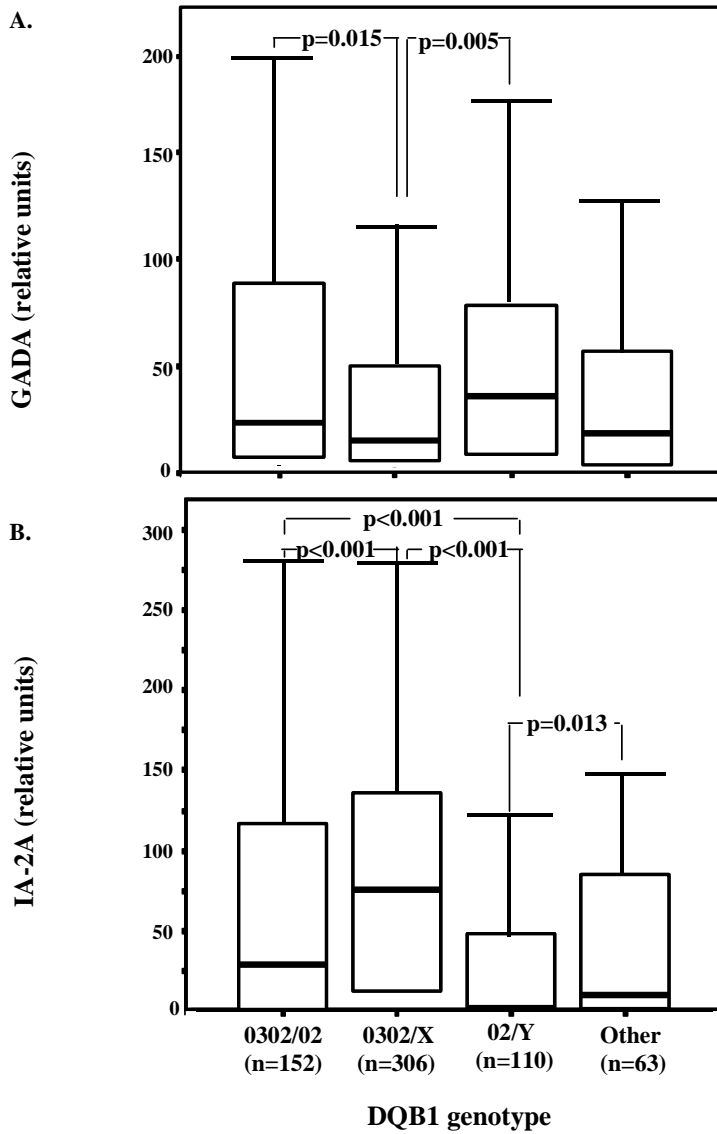 A.
p=0.015 p=0.005
200
150
100
50
0
GADA (relative units)
B.
p<0.001
p<0.001 p<0.001
p=0.013
300
250
200
150
100
50
0
IA-2A (relative units)
0302/02 0302/X 02/Y Other
(n=152) (n=306) (n=110) (n=63)
DQB1 genotype